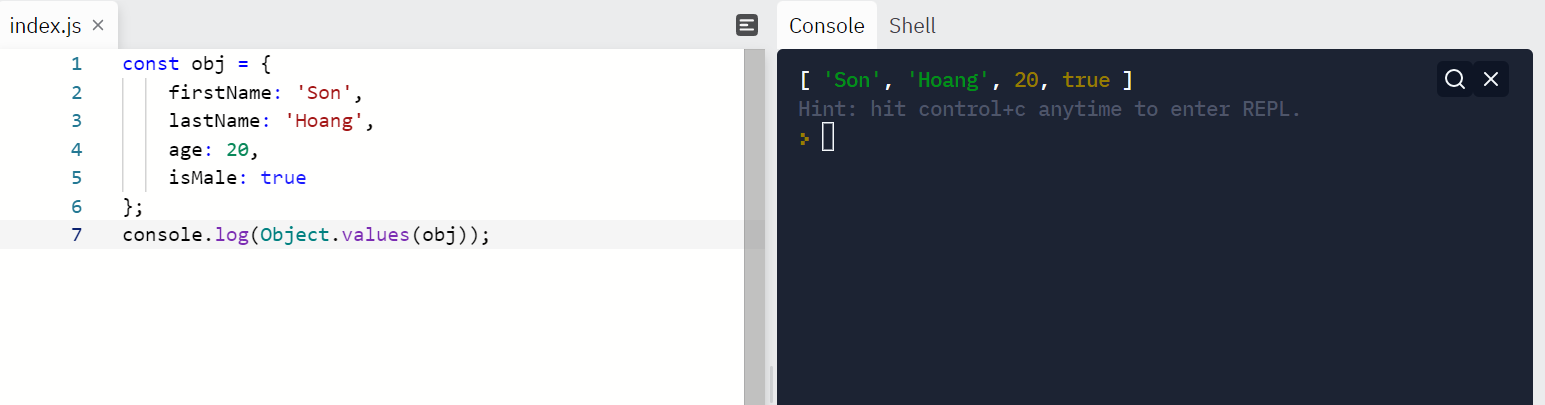 index.js ×
1 const obj = {
2 firstName: 'Son',
3 lastName: 'Hoang',
4 age: 20,
5 isMale: true
6 };
7 console.log(Object.values(obj));
Console Shell
[ 'Son', 'Hoang', 20, true ]
Hint: hit control+c anytime to enter REPL.